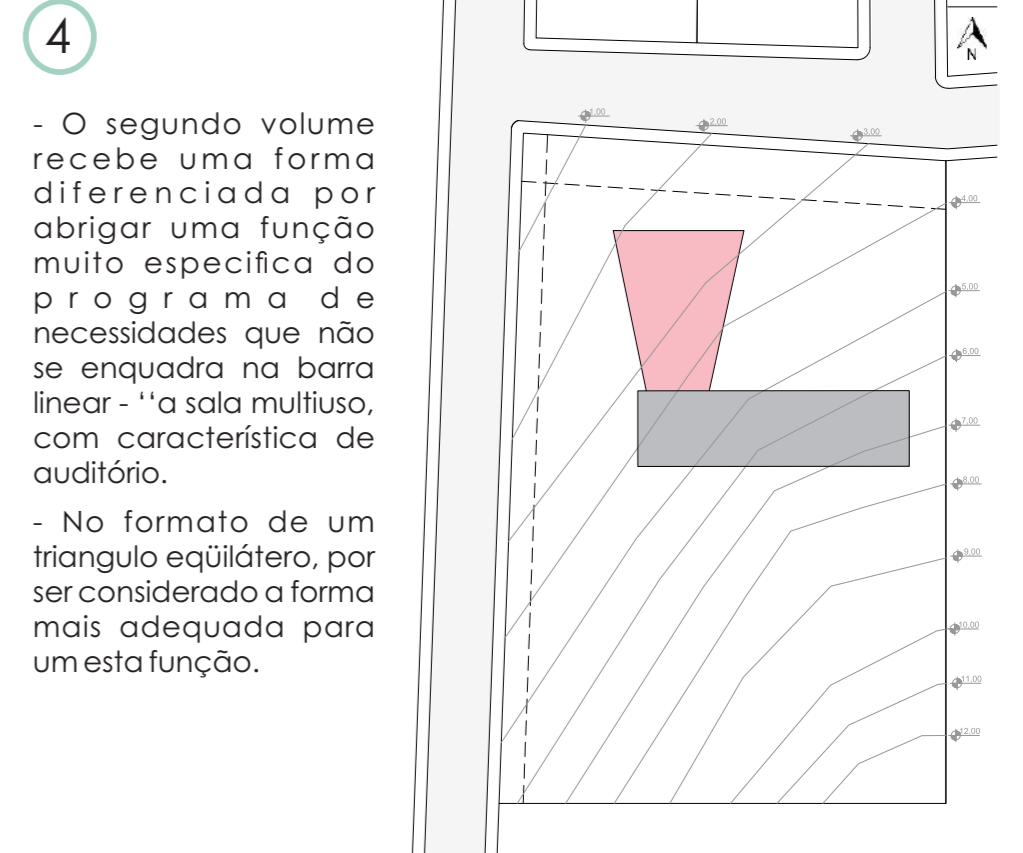 4
- O segundo volume
recebe uma forma
diferenciada por
abrigar uma função
muito especifica do
programa de
necessidades que não
se enquadra na barra
linear - ‘‘a sala multiuso,
com característica de
auditório.
- No formato de um
triangulo eqüilátero, por
ser considerado a forma
mais adequada para
um esta função.
N
1,00
2,00
3,00
4,00
5,00
6,00
7,00
8,00
9,00
10,00
11,00
12,00